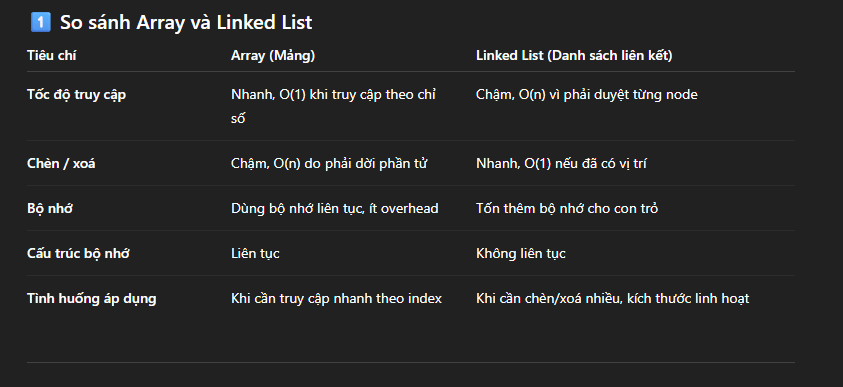 1 So sánh Array và Linked List
Tiêu chí Array (Mảng) Linked List (Danh sách liên kết)
Tốc độ truy cập Nhanh, O(1) khi truy cập theo chỉ số Chậm, O(n) vì phải duyệt từng node
Chèn / xoá Chậm, O(n) do phải dời phần tử Nhanh, O(1) nếu đã có vị trí
Bộ nhớ Dùng bộ nhớ liên tục, ít overhead Tốn thêm bộ nhớ cho con trỏ
Cấu trúc bộ nhớ Liên tục Không liên tục
Tình huống áp dụng Khi cần truy cập nhanh theo index Khi cần chèn/xoá nhiều, kích thước linh hoạt